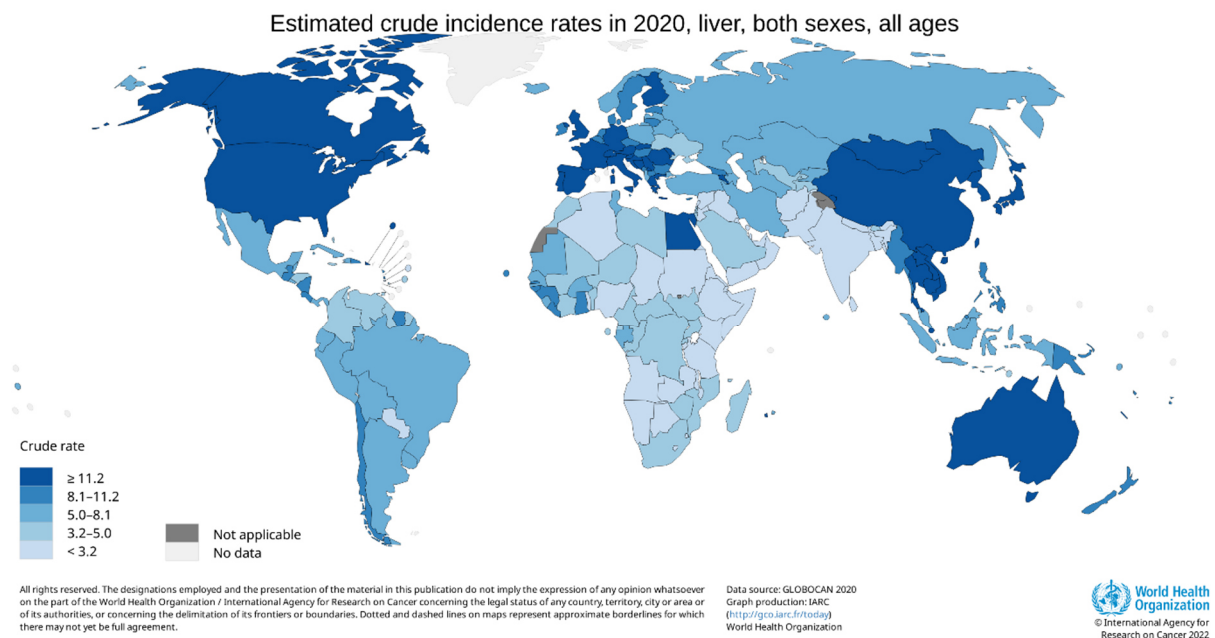 Estimated crude incidence rates in 2020, liver, both sexes, all ages
Crude rate
≥ 11.2
8.1–11.2
5.0–8.1
3.2–5.0
< 3.2
Not applicable
No data
All rights reserved. The designations employed and the presentation of the material in this publication do not imply the expression of any opinion whatsoever
on the part of the World Health Organization / International Agency for Research on Cancer concerning the legal status of any country, territory, city or area
of its authorities, or concerning the delimitation of its frontiers or boundaries. Dotted and dashed lines on maps represent approximate borderlines for which
there may not yet be full agreement.
Data source: GLOBOCAN 2020
Graph production: IARC
(http://gco.iarc.fr/today)
World Health Organization
World Health
Organization
© International Agency for
Research on Cancer 2022